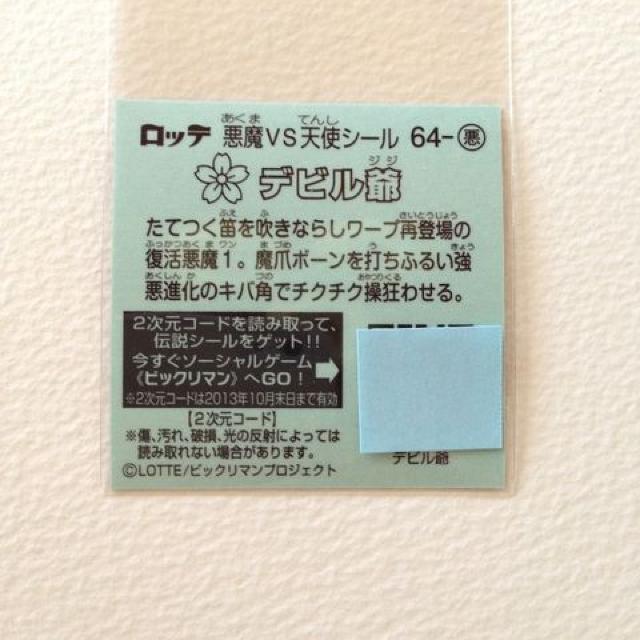 ロッテ 悪魔VS天使シール 64-悪
デビル爺
たてつく笛を吹きならしワープ再登場の
復活悪魔1。魔爪ボーンを打ちふるい強
悪進化のキバ角でチクチク操狂わせる。
2次元コードを読み取って、
伝説シールをゲット!!
今すぐソーシャルゲーム
《ビックリマン》へGO!
※2次元コードは2013年10月末日まで有効
【2次元コード】
※傷、汚れ、破損、光の反射によっては
読み取れない場合があります。
デビル爺
©LOTTE/ビックリマンプロジェクト